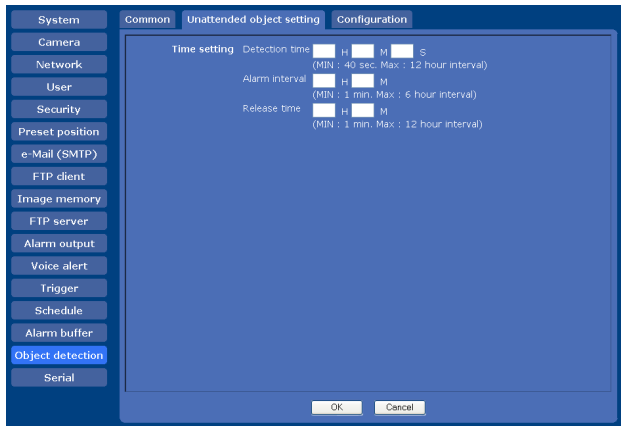 System
Camera
Network
User
Security
Preset position
e-Mail (SMTP)
FTP client
Image memory
FTP server
Alarm output
Voice alert
Trigger
Schedule
Alarm buffer
Object detection
Serial
Common Unattended object setting Configuration
Time setting Detection time H M S
(MIN : 40 sec. Max : 12 hour interval)
Alarm interval H M
(MIN : 1 min. Max : 6 hour interval)
Release time H M
(MIN : 1 min. Max : 12 hour interval)
OK Cancel